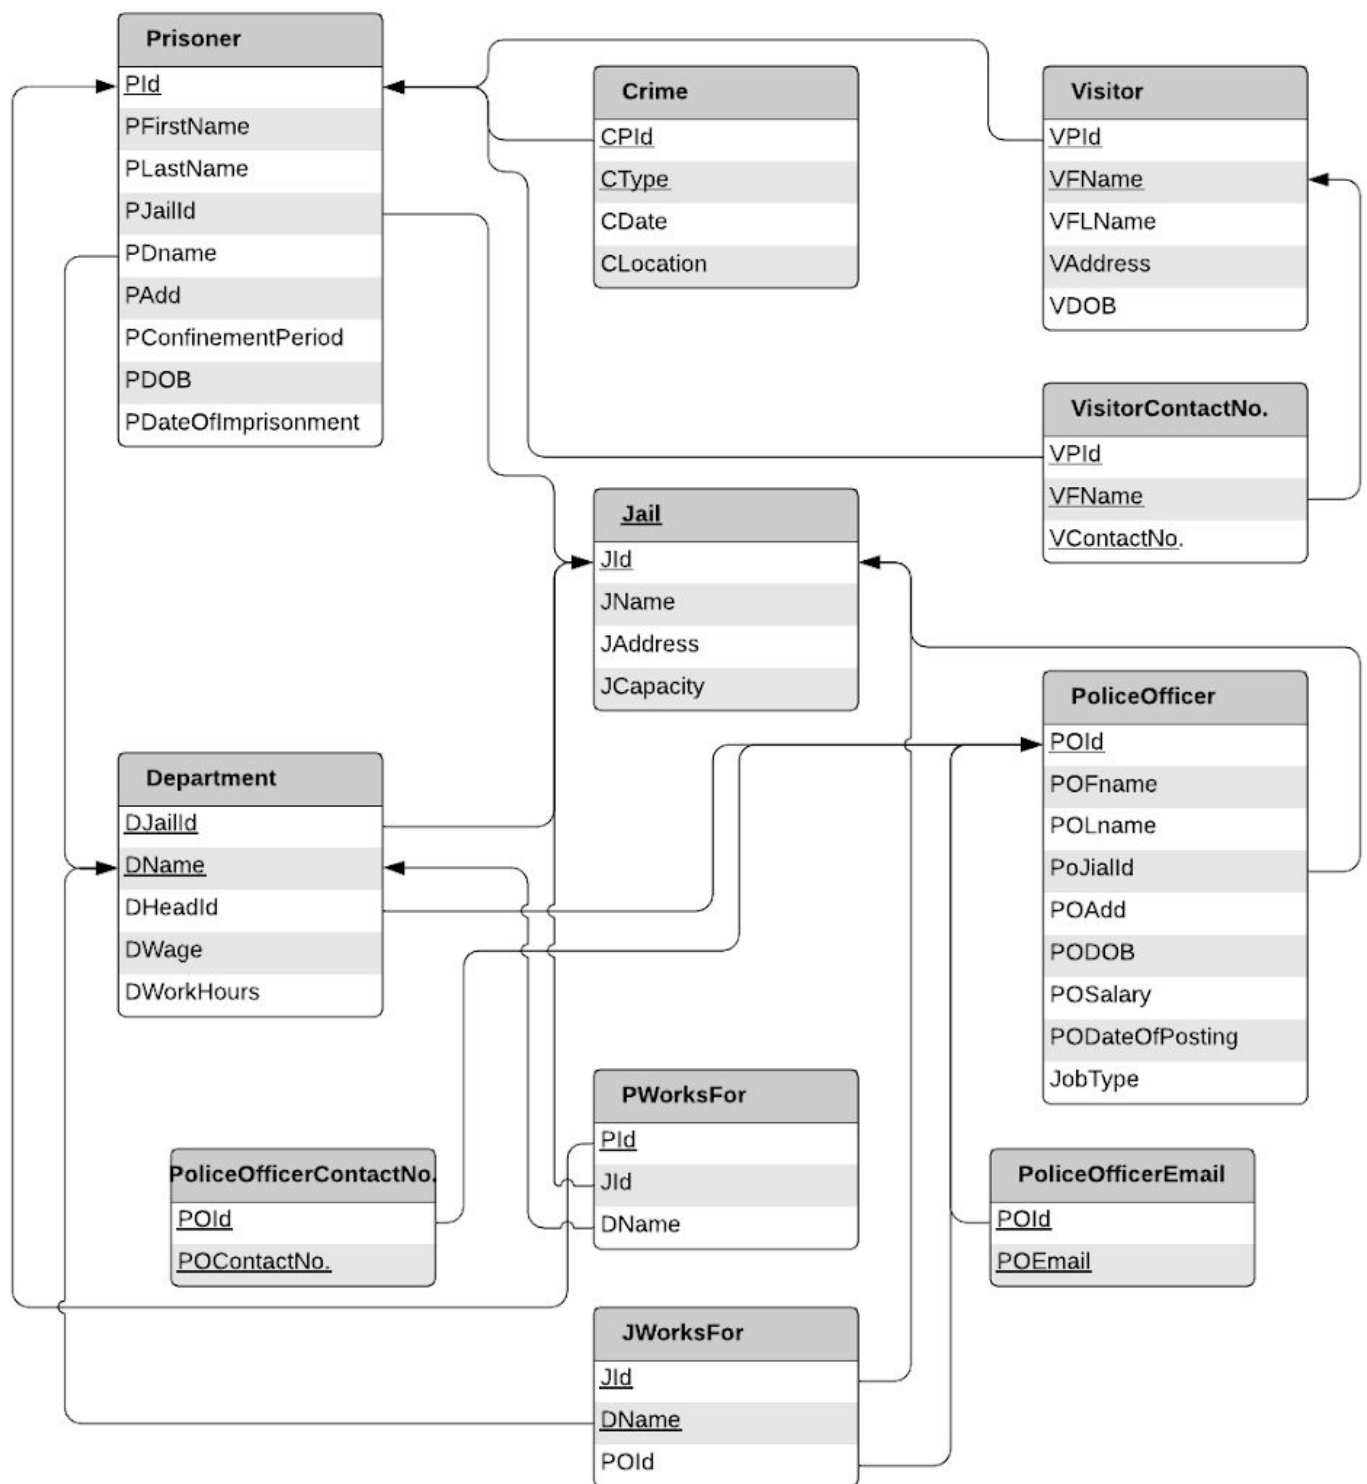 Prisoner
PId
PFirstName
PLastName
PJailId
PDname
PAdd
PConfinementPeriod
PDOB
PDateOfImprisonment
Crime
CPId
CType
CDate
CLocation
Visitor
VPId
VFName
VFLName
VAddress
VDOB
VisitorContactNo.
VPId
VFName
VContactNo.
Jail
JId
JName
JAddress
JCapacity
PoliceOfficer
POId
POFname
POLname
PoJialId
POAdd
PODOB
POSalary
PODateOfPosting
JobType
Department
DJailId
DName
DHeadId
DWage
DWorkHours
PWorksFor
PId
JId
DName
PoliceOfficerContactNo.
POId
POContactNo.
PoliceOfficerEmail
POId
POEmail
JWorksFor
JId
DName
POId